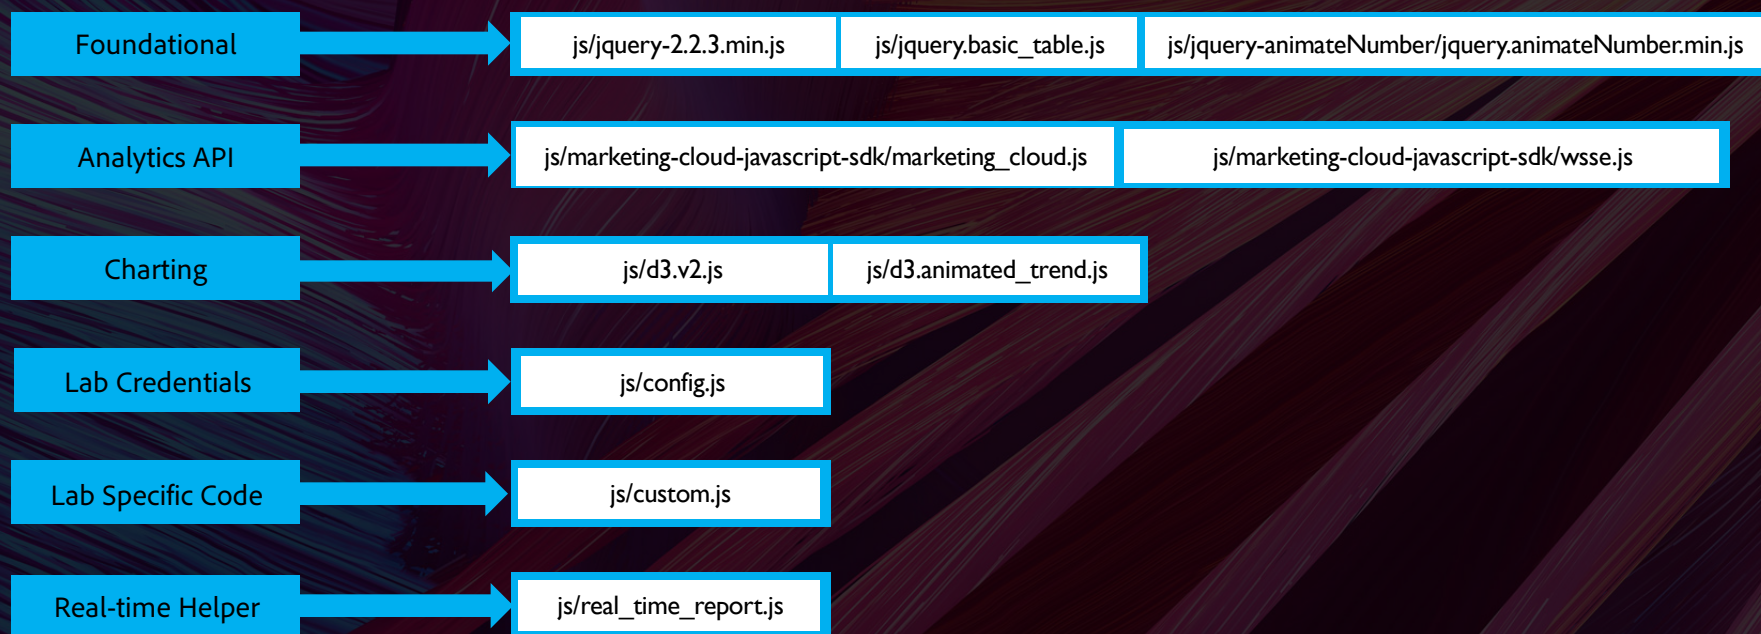 Foundational js/jquery-2.2.3.min.js js/jquery.basic_table.js js/jquery-animateNumber/jquery.animateNumber.min.js
Analytics API js/marketing-cloud-javascript-sdk/marketing_cloud.js js/marketing-cloud-javascript-sdk/wsse.js
Charting js/d3.v2.js js/d3.animated_trend.js
Lab Credentials js/config.js
Lab Specific Code js/custom.js
Real-time Helper js/real_time_report.js